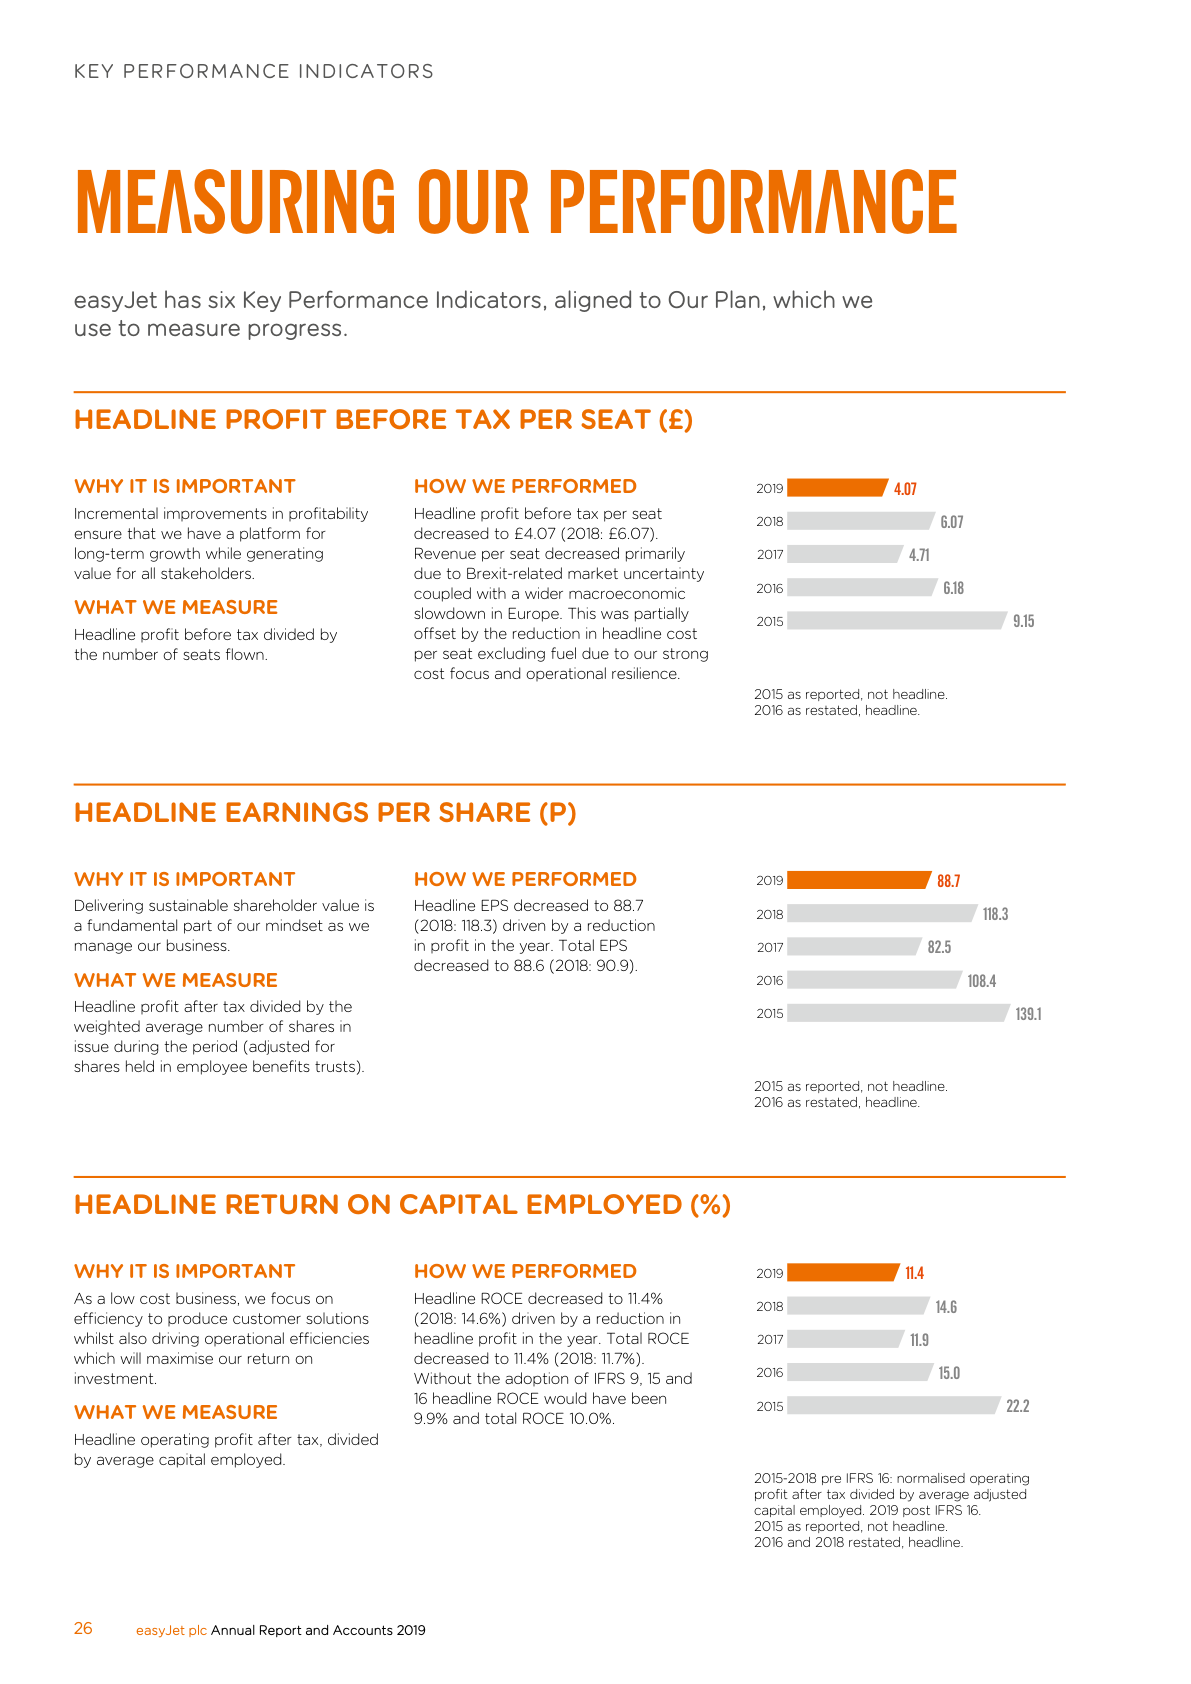 KEY PERFORMANCE INDICATORS
MEASURING OUR PERFORMANCE
easyJet has six Key Performance Indicators, aligned to Our Plan, which we
use to measure progress.
HEADLINE PROFIT BEFORE TAX PER SEAT (£)
WHY IT IS IMPORTANT
Incremental improvements in profitability
ensure that we have a platform for
long-term growth while generating
value for all stakeholders.
WHAT WE MEASURE
Headline profit before tax divided by
the number of seats flown.
HOW WE PERFORMED
Headline profit before tax per seat
decreased to £4.07 (2018: £6.07).
Revenue per seat decreased primarily
due to Brexit-related market uncertainty
coupled with a wider macroeconomic
slowdown in Europe. This was partially
offset by the reduction in headline cost
per seat excluding fuel due to our strong
cost focus and operational resilience.
2019 4.07
2018 6.07
2017 4.71
2016 6.18
2015 9.15
2015 as reported, not headline.
2016 as restated, headline.
HEADLINE EARNINGS PER SHARE (P)
WHY IT IS IMPORTANT
Delivering sustainable shareholder value is
a fundamental part of our mindset as we
manage our business.
WHAT WE MEASURE
Headline profit after tax divided by the
weighted average number of shares in
issue during the period (adjusted for
shares held in employee benefits trusts).
HOW WE PERFORMED
Headline EPS decreased to 88.7
(2018: 118.3) driven by a reduction
in profit in the year. Total EPS
decreased to 88.6 (2018: 90.9).
2019 88.7
2018 118.3
2017 82.5
2016 108.4
2015 139.1
2015 as reported, not headline.
2016 as restated, headline.
HEADLINE RETURN ON CAPITAL EMPLOYED (%)
WHY IT IS IMPORTANT
As a low cost business, we focus on
efficiency to produce customer solutions
whilst also driving operational efficiencies
which will maximise our return on
investment.
WHAT WE MEASURE
Headline operating profit after tax, divided
by average capital employed.
HOW WE PERFORMED
Headline ROCE decreased to 11.4%
(2018: 14.6%) driven by a reduction in
headline profit in the year. Total ROCE
decreased to 11.4% (2018: 11.7%).
Without the adoption of IFRS 9, 15 and
16 headline ROCE would have been
9.9% and total ROCE 10.0%.
2019 11.4
2018 14.6
2017 11.9
2016 15.0
2015 22.2
2015-2018 pre IFRS 16: normalised operating
profit after tax divided by average adjusted
capital employed. 2019 post IFRS 16.
2015 as reported, not headline.
2016 and 2018 restated, headline.
26 easyJet plc Annual Report and Accounts 2019